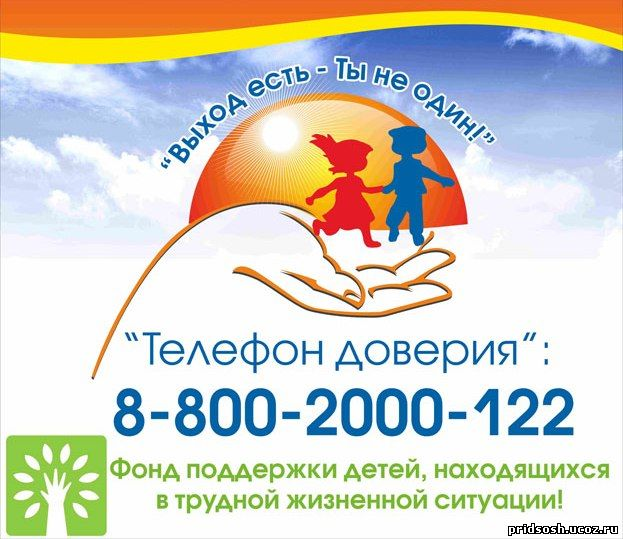 "Выход есть - Ты не один!"
"Телефон доверия":
8-800-2000-122
Фонд поддержки детей, находящихся
в трудной жизненной ситуации!
pridsosh.ucoz.ru